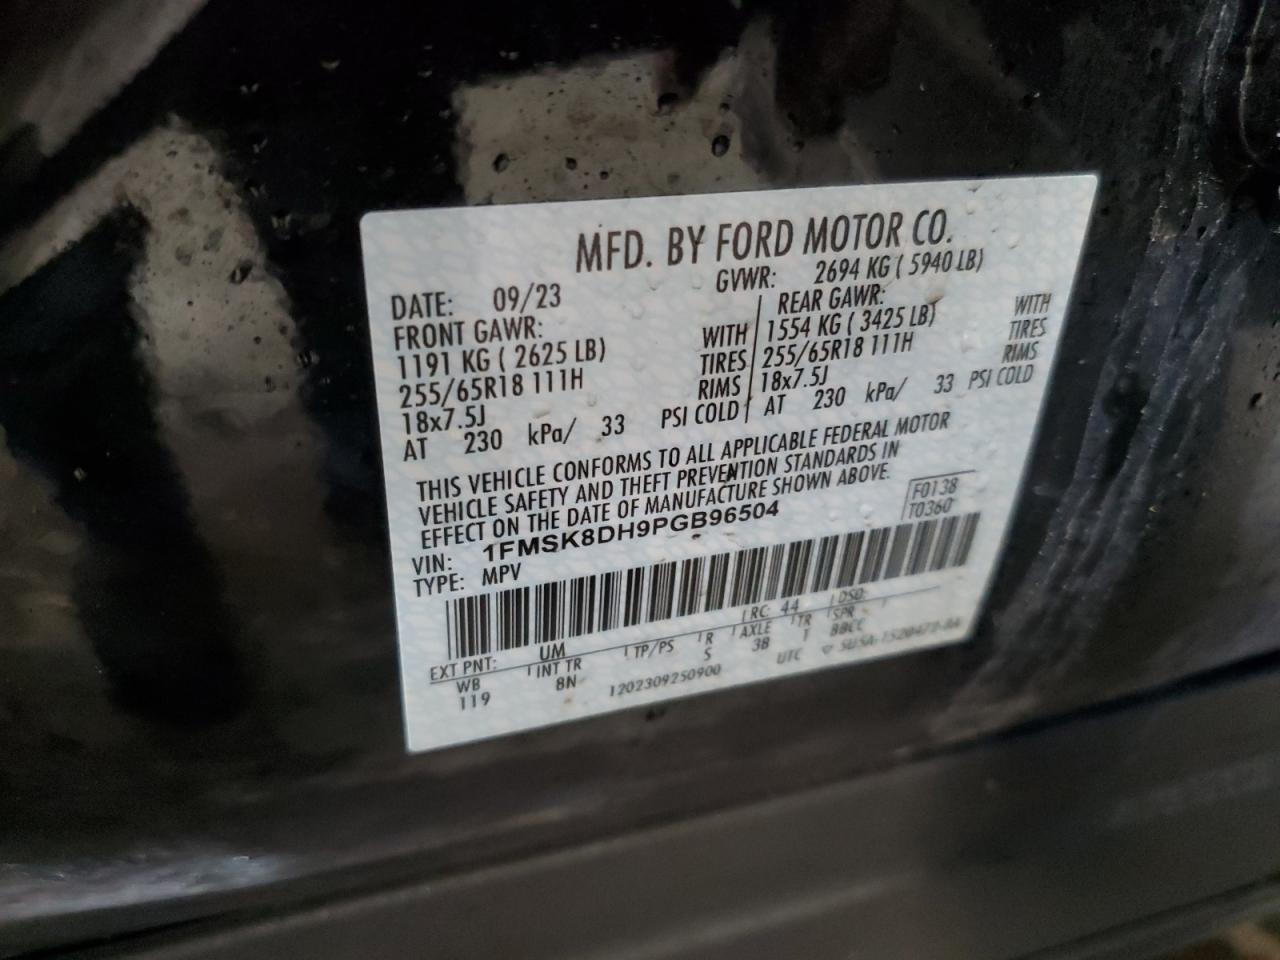 MFD. BY FORD MOTOR CO.
DATE: 09/23 GVWR: 2694 KG ( 5940 LB)
FRONT GAWR: REAR GAWR:
1191 KG ( 2625 LB) WITH 1554 KG ( 3425 LB) WITH
255/65R18 111H TIRES 255/65R18 111H TIRES
18x7.5J RIMS 18x7.5J RIMS
AT 230 kPa/ 33 PSI COLD AT 230 kPa/ 33 PSI COLD
THIS VEHICLE CONFORMS TO ALL APPLICABLE FEDERAL MOTOR
VEHICLE SAFETY AND THEFT PREVENTION STANDARDS IN
EFFECT ON THE DATE OF MANUFACTURE SHOWN ABOVE.
F0138
VIN: 1FMSK8DH9PGB96504 T0360
TYPE: MPV
EXT PNT: UM RC: 44 DSO:
WB INT TR TP/PS R AXLE TR SPR
119 8N S 38 T BBCC
1202309250900 UTC